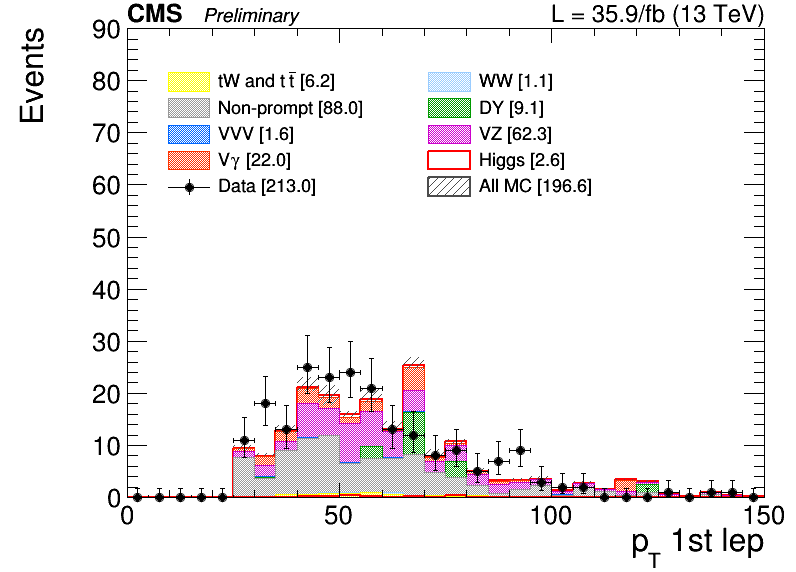 CMS Preliminary L = 35.9/fb (13 TeV)
Events
90
80
70
60
50
40
30
20
10
0
tW and t t̅ [6.2]
WW [1.1]
Non-prompt [88.0]
DY [9.1]
VVV [1.6]
VZ [62.3]
Vγ [22.0]
Higgs [2.6]
Data [213.0]
All MC [196.6]
0 50 100 150
p_T 1st lep